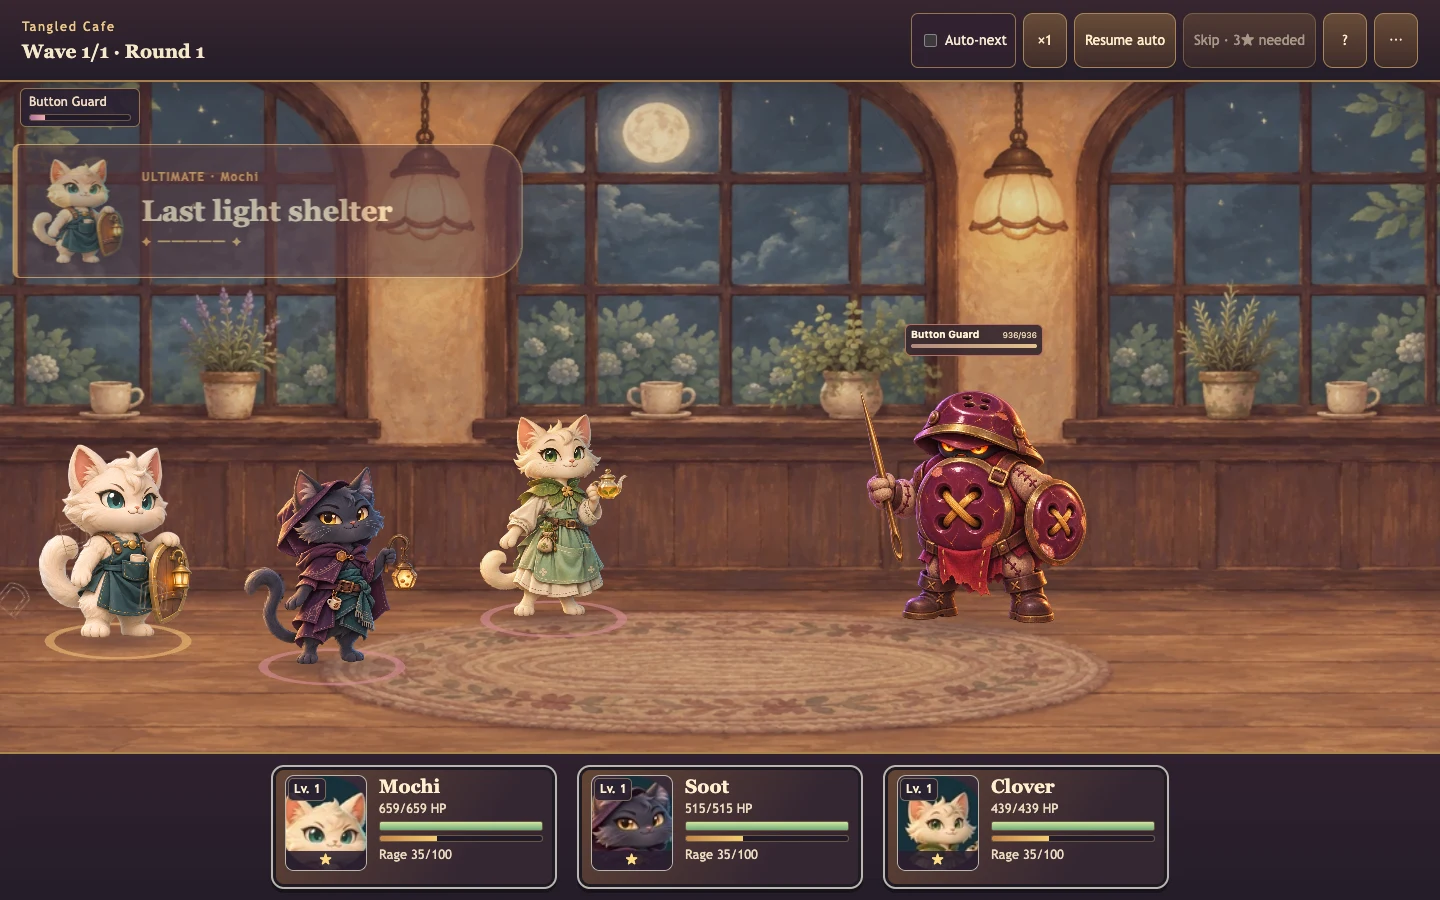 Tangled Cafe
Wave 1/1 · Round 1
Auto-next
×1
Resume auto
Skip · 3★ needed
?
...
Button Guard
ULTIMATE · Mochi
Last light shelter
Button Guard 936/936
Lv. 1
Mochi
659/659 HP
Rage 35/100
Lv. 1
Soot
515/515 HP
Rage 35/100
Lv. 1
Clover
439/439 HP
Rage 35/100